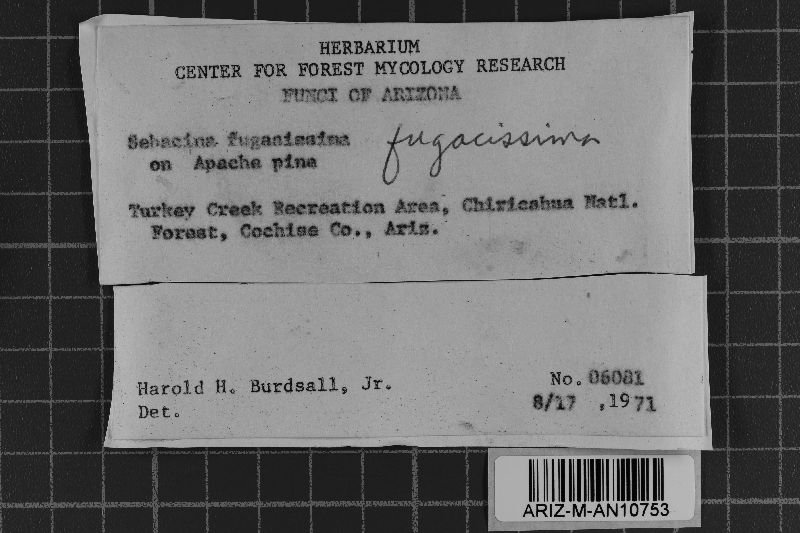 HERBARIUM
CENTER FOR FOREST MYCOLOGY RESEARCH
FUNGI OF ARIZONA
Sebacina fugacissima fugacissima
on Apache pine
Turkey Creek Recreation Area, Chiricahua Natl.
Forest, Cochise Co., Ariz.
Harold H. Burdsall, Jr. No. 06081
Det. 8/17 ,1971
ARIZ-M-AN10753